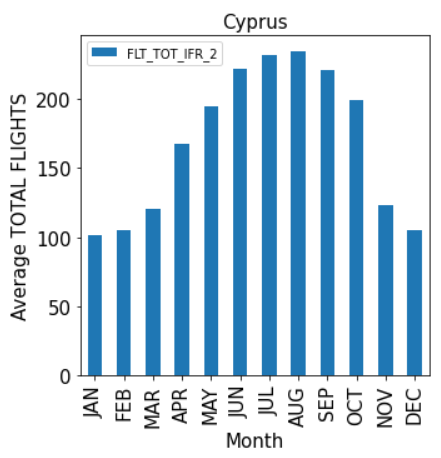 Cyprus
FLT_TOT_IFR_2
Average TOTAL FLIGHTS
200
150
100
50
0
JAN FEB MAR APR MAY JUN JUL AUG SEP OCT NOV DEC
Month